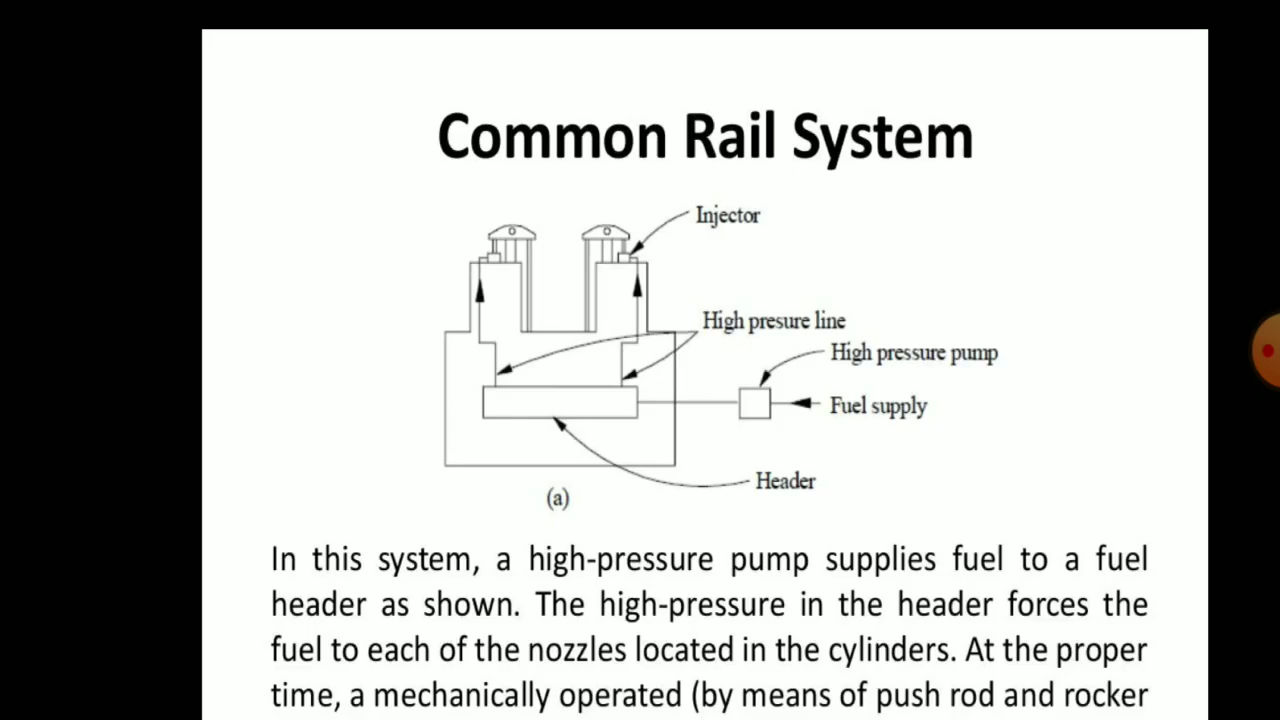 Common Rail System
Injector
High presure line
High pressure pump
Fuel supply
Header
(a)
In this system, a high-pressure pump supplies fuel to a fuel
header as shown. The high-pressure in the header forces the
fuel to each of the nozzles located in the cylinders. At the proper
time, a mechanically operated (by means of push rod and rocker